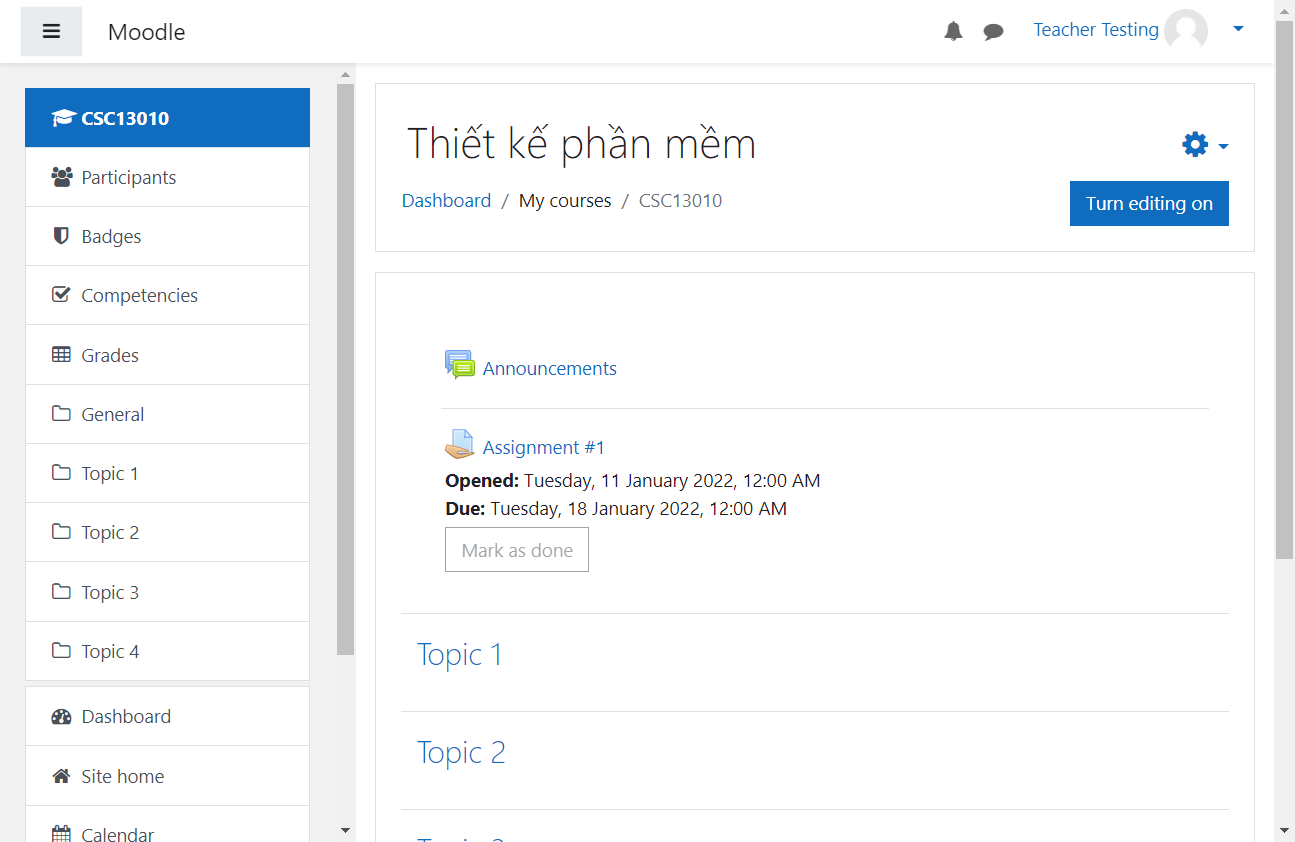 Moodle
Teacher Testing
CSC13010
Participants
Badges
Competencies
Grades
General
Topic 1
Topic 2
Topic 3
Topic 4
Dashboard
Site home
Calendar
Thiết kế phần mềm
Dashboard / My courses / CSC13010
Turn editing on
Announcements
Assignment #1
Opened: Tuesday, 11 January 2022, 12:00 AM
Due: Tuesday, 18 January 2022, 12:00 AM
Mark as done
Topic 1
Topic 2